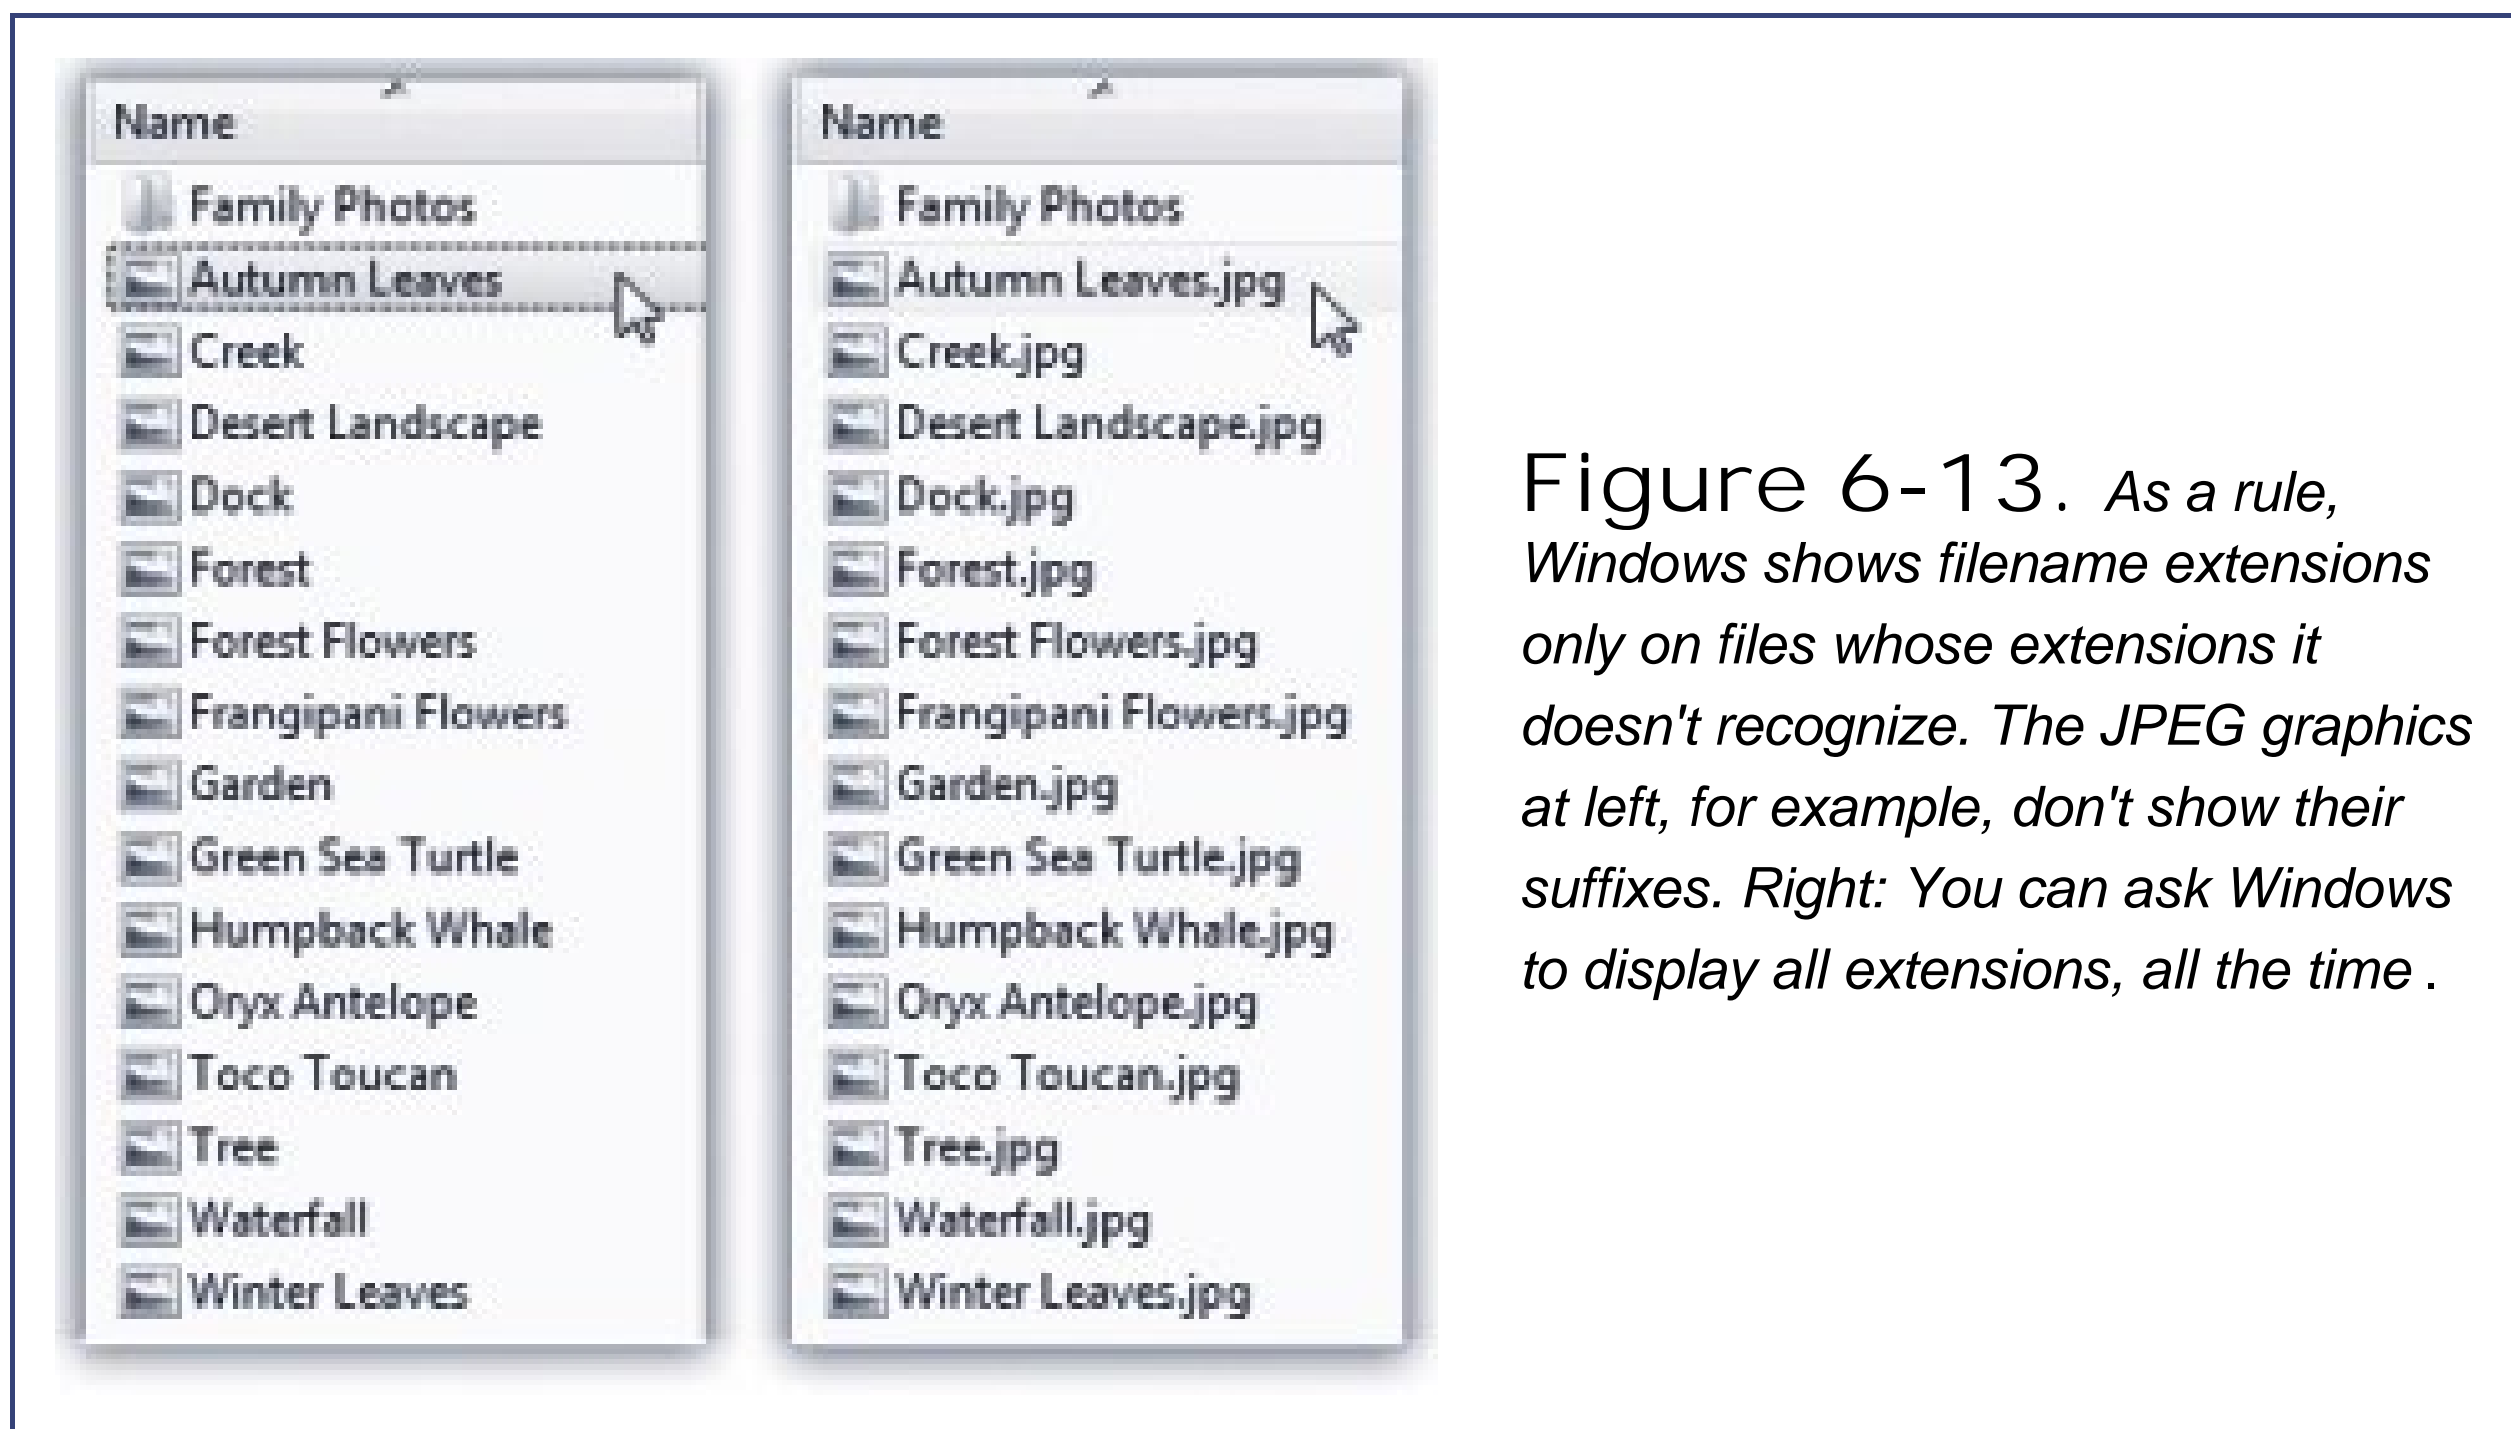 Name
Family Photos
Autumn Leaves
Creek
Desert Landscape
Dock
Forest
Forest Flowers
Frangipani Flowers
Garden
Green Sea Turtle
Humpback Whale
Oryx Antelope
Toco Toucan
Tree
Waterfall
Winter Leaves
Name
Family Photos
Autumn Leaves.jpg
Creek.jpg
Desert Landscape.jpg
Dock.jpg
Forest.jpg
Forest Flowers.jpg
Frangipani Flowers.jpg
Garden.jpg
Green Sea Turtle.jpg
Humpback Whale.jpg
Oryx Antelope.jpg
Toco Toucan.jpg
Tree.jpg
Waterfall.jpg
Winter Leaves.jpg
Figure 6-13. As a rule,
Windows shows filename extensions
only on files whose extensions it
doesn't recognize. The JPEG graphics
at left, for example, don't show their
suffixes. Right: You can ask Windows
to display all extensions, all the time .